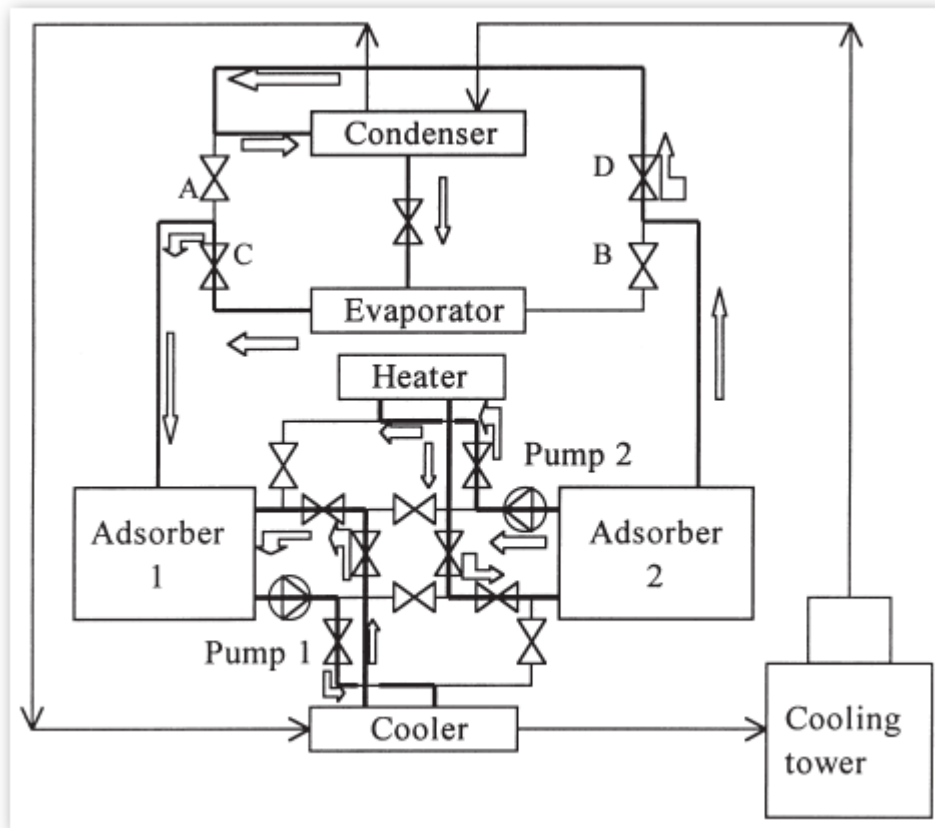 Condenser
A
D
C
B
Evaporator
Heater
Pump 2
Adsorber
1
Adsorber
2
Pump 1
Cooler
Cooling
tower